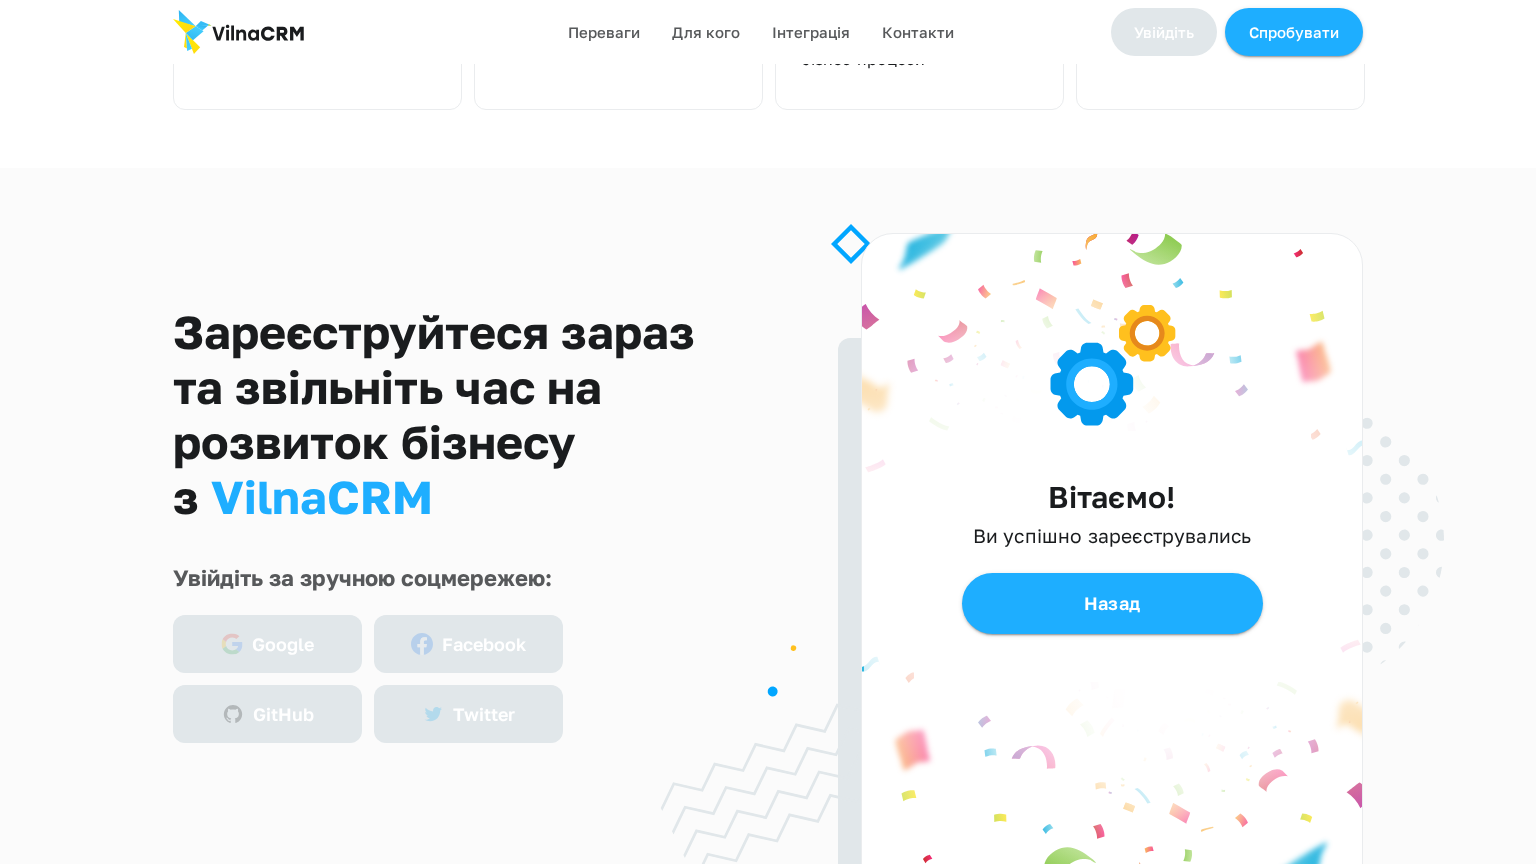 VilnaCRM
Переваги
Для кого
Інтеграція
Контакти
Увійдіть
Спробувати
Зареєструйтеся зараз
та звільніть час на
розвиток бізнесу
з VilnaCRM
Увійдіть за зручною соцмережею:
Google
Facebook
GitHub
Twitter
Вітаємо!
Ви успішно зареєструвались
Назад